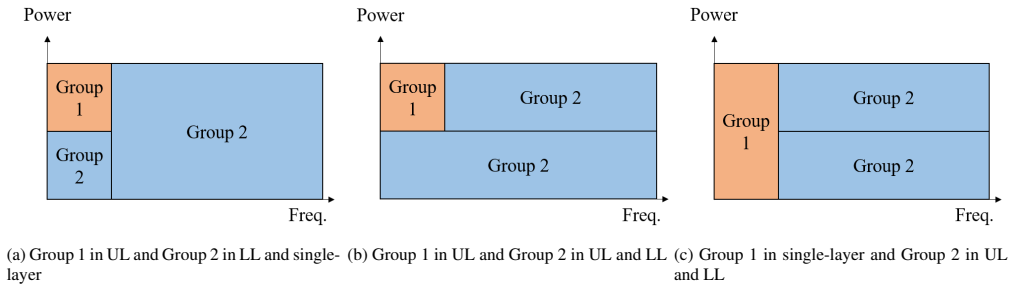 Power
Group
1
Group
2
Group 2
Freq.
(a) Group 1 in UL and Group 2 in LL and single-
layer
Power
Group
1
Group 2
Group 2
Freq.
(b) Group 1 in UL and Group 2 in UL and LL
Power
Group
1
Group 2
Group 2
Freq.
(c) Group 1 in single-layer and Group 2 in UL
and LL